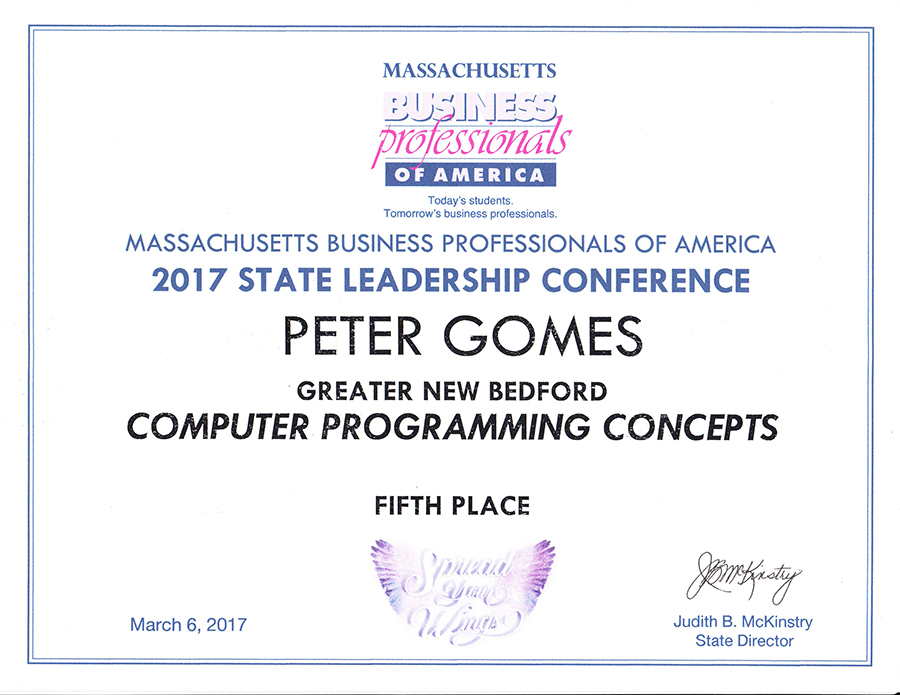 MASSACHUSETTS
BUSINESS
professionals
OF AMERICA
Today's students.
Tomorrow's business professionals.
MASSACHUSETTS BUSINESS PROFESSIONALS OF AMERICA
2017 STATE LEADERSHIP CONFERENCE
PETER GOMES
GREATER NEW BEDFORD
COMPUTER PROGRAMMING CONCEPTS
FIFTH PLACE
Spread
Your
Wings
JBMcKinstry
March 6, 2017
Judith B. McKinstry
State Director